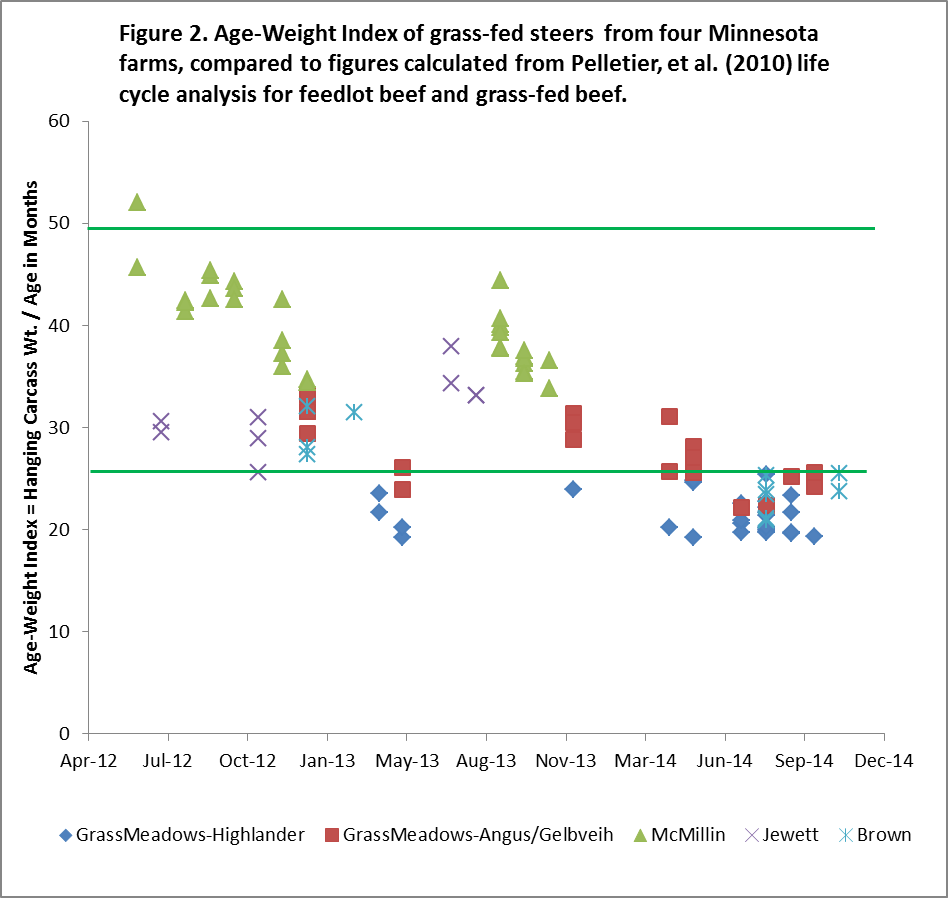 Figure 2. Age-Weight Index of grass-fed steers from four Minnesota
farms, compared to figures calculated from Pelletier, et al. (2010) life
cycle analysis for feedlot beef and grass-fed beef.
Age-Weight Index = Hanging Carcass Wt. / Age in Months
60
50
40
30
20
10
0
Apr-12 Jul-12 Oct-12 Jan-13 May-13 Aug-13 Nov-13 Mar-14 Jun-14 Sep-14 Dec-14
GrassMeadows-Highlander GrassMeadows-Angus/Gelbveih McMillin Jewett Brown